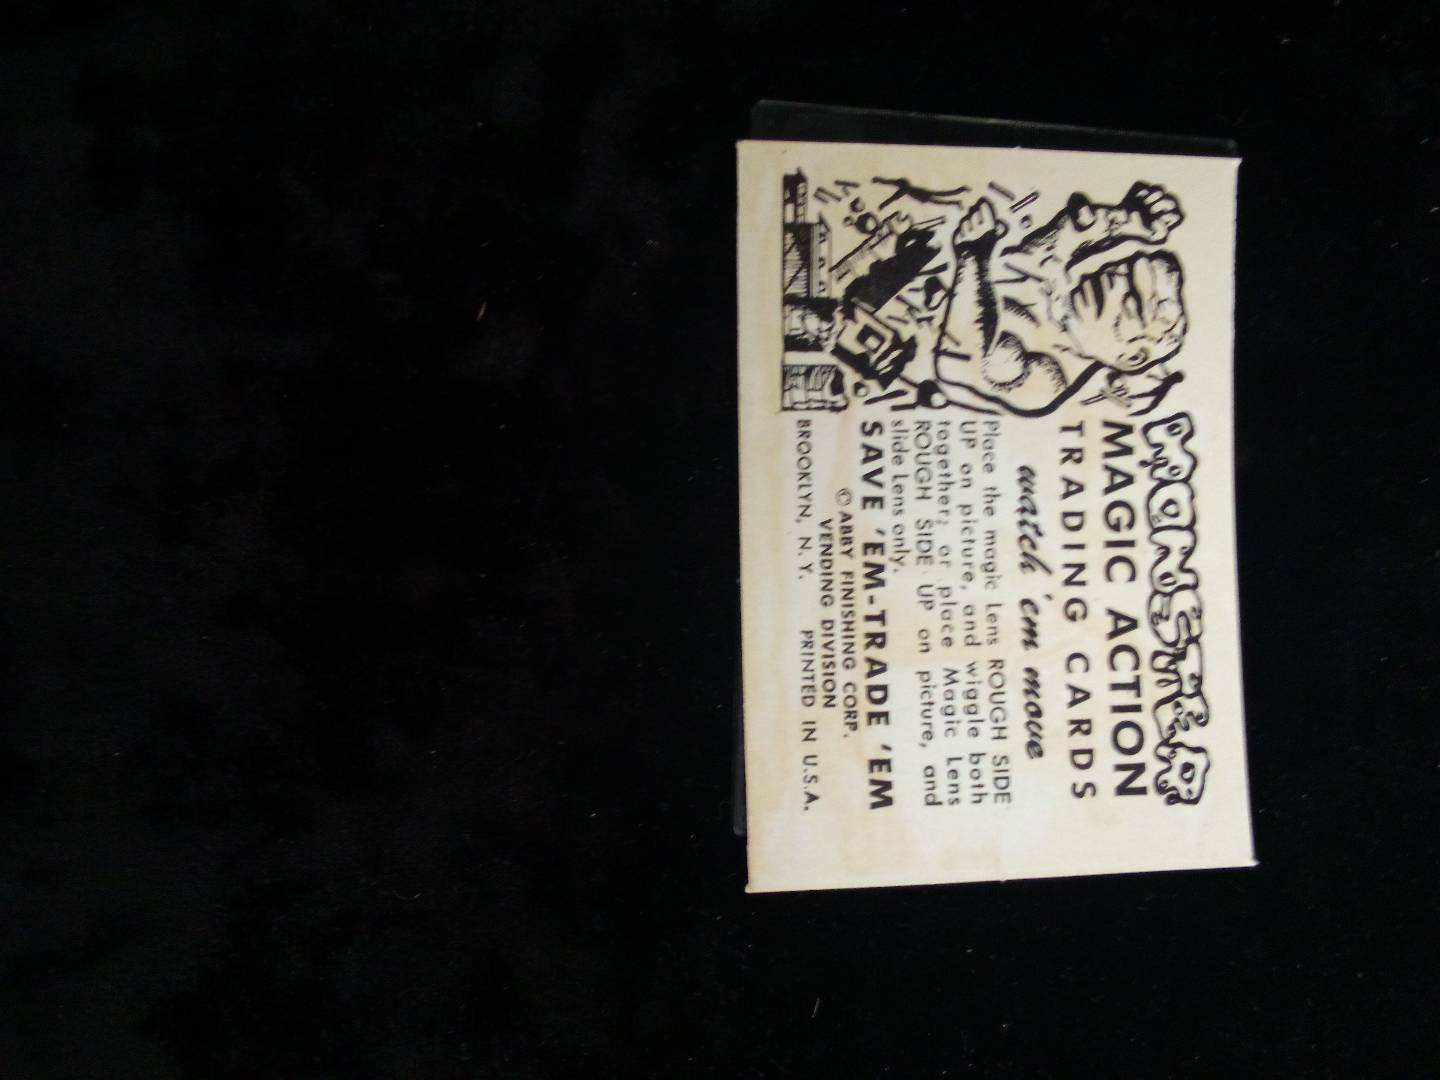 MONSTER
MAGIC ACTION
TRADING CARDS
watch 'em move
Place the magic Lens ROUGH SIDE
UP on picture, and wiggle both
together; or place Magic Lens
ROUGH SIDE UP on picture, and
slide Lens only.
SAVE 'EM-TRADE 'EM
© ABBY FINISHING CORP.
VENDING DIVISION
BROOKLYN, N. Y. PRINTED IN U.S.A.